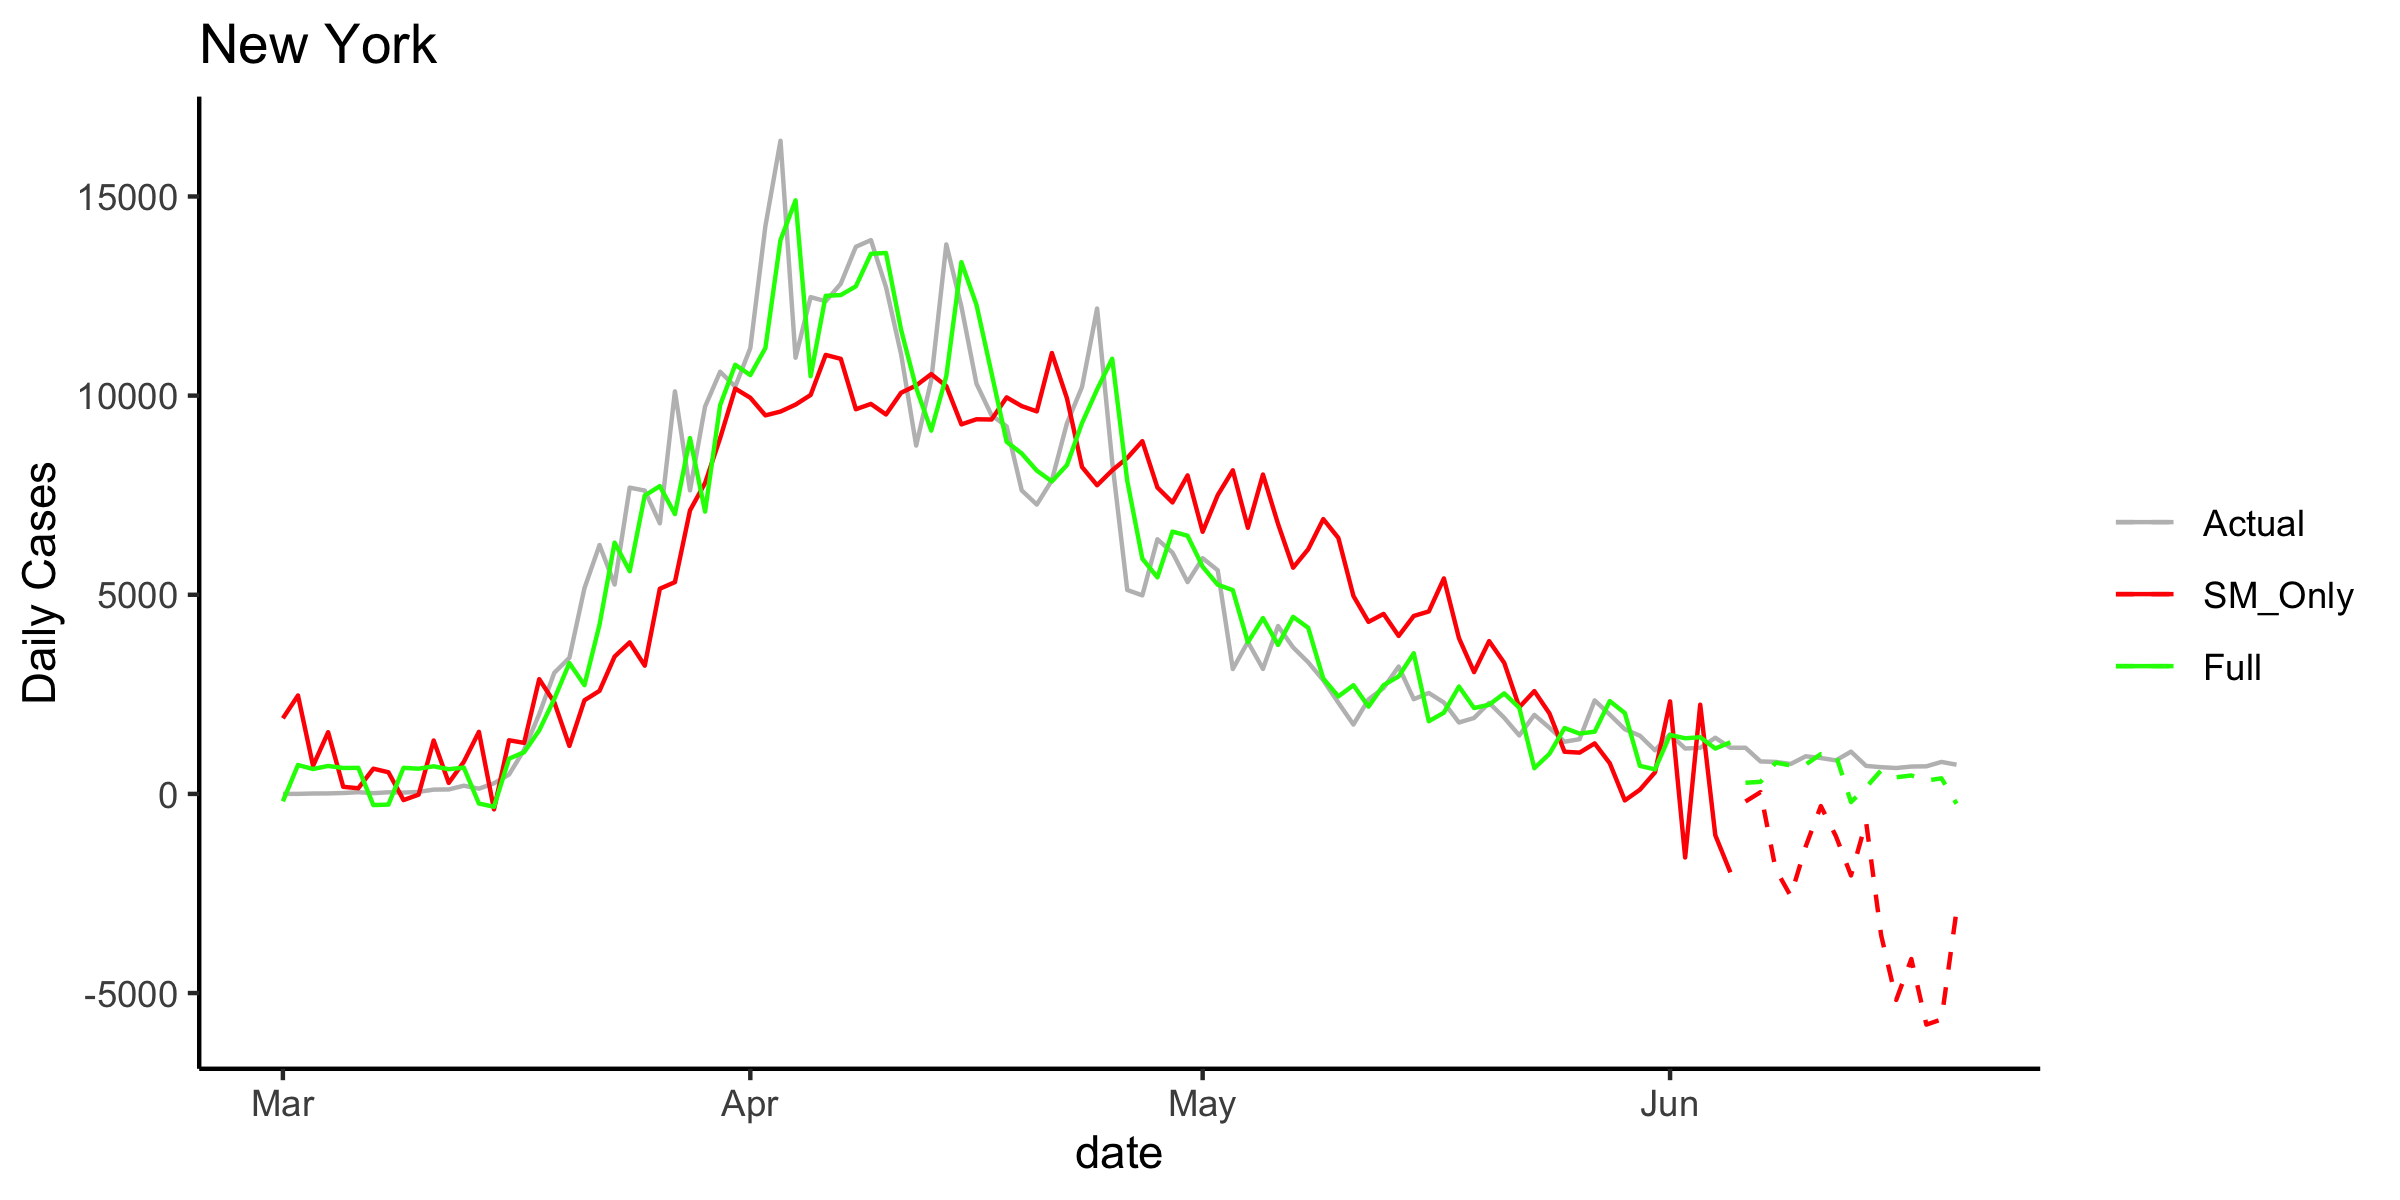 New York
Daily Cases
15000
10000
5000
0
-5000
Mar
Apr
May
Jun
date
Actual
SM_Only
Full